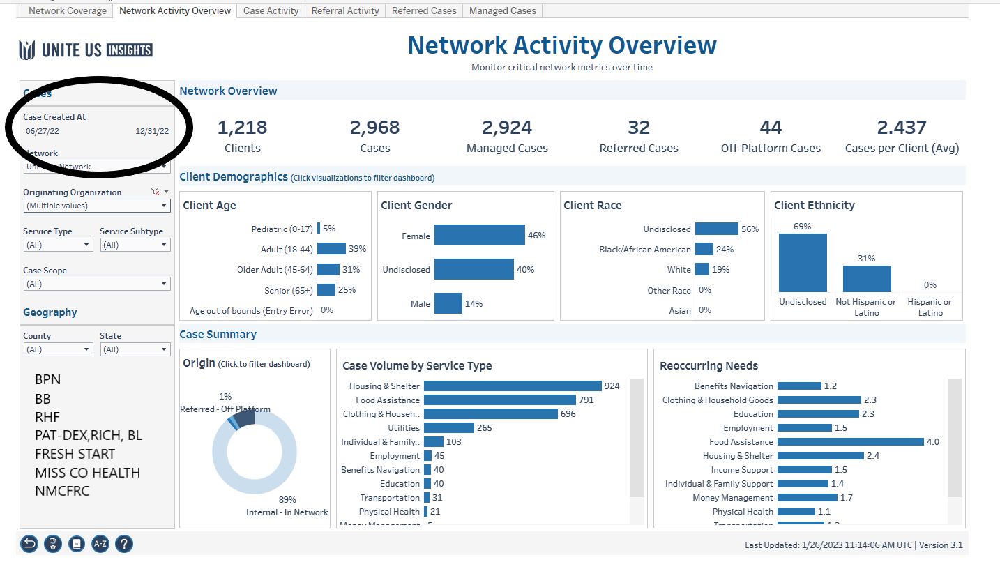 Network Coverage
Network Activity Overview
Case Activity
Referral Activity
Referred Cases
Managed Cases
UNITE US INSIGHTS
Network Activity Overview
Monitor critical network metrics over time
Cases
Case Created At
06/27/22 12/31/22
Network
Network
Originating Organization
(Multiple values)
Service Type Service Subtype
(All) (All)
Case Scope
(All)
Geography
County State
(All) (All)
BPN
BB
RHF
PAT-DEX,RICH, BL
FRESH START
MISS CO HEALTH
NMCFRC
Network Overview
1,218
Clients
2,968
Cases
2,924
Managed Cases
32
Referred Cases
44
Off-Platform Cases
2.437
Cases per Client (Avg)
Client Demographics (Click visualizations to filter dashboard)
Client Age
Pediatric (0-17) 5%
Adult (18-44) 39%
Older Adult (45-64) 31%
Senior (65+) 25%
Age out of bounds (Entry Error) 0%
Client Gender
Female 46%
Undisclosed 40%
Male 14%
Client Race
Undisclosed 56%
Black/African American 24%
White 19%
Other Race 0%
Asian 0%
Client Ethnicity
69%
31%
0%
Undisclosed
Not Hispanic or
Latino
Hispanic or
Latino
Case Summary
Origin (Click to filter dashboard)
1%
Referred - Off Platform
89%
Internal - In Network
Case Volume by Service Type
Housing & Shelter 924
Food Assistance 791
Clothing & Househ.. 696
Utilities 265
Individual & Family.. 103
Employment 45
Benefits Navigation 40
Education 40
Transportation 31
Physical Health 21
Money Management 5
Reoccurring Needs
Benefits Navigation 1.2
Clothing & Household Goods 2.3
Education 2.3
Employment 1.5
Food Assistance 4.0
Housing & Shelter 2.4
Income Support 1.5
Individual & Family Support 1.4
Money Management 1.7
Physical Health 1.1
Transportation
A-Z
?
Last Updated: 1/26/2023 11:14:06 AM UTC | Version 3.1